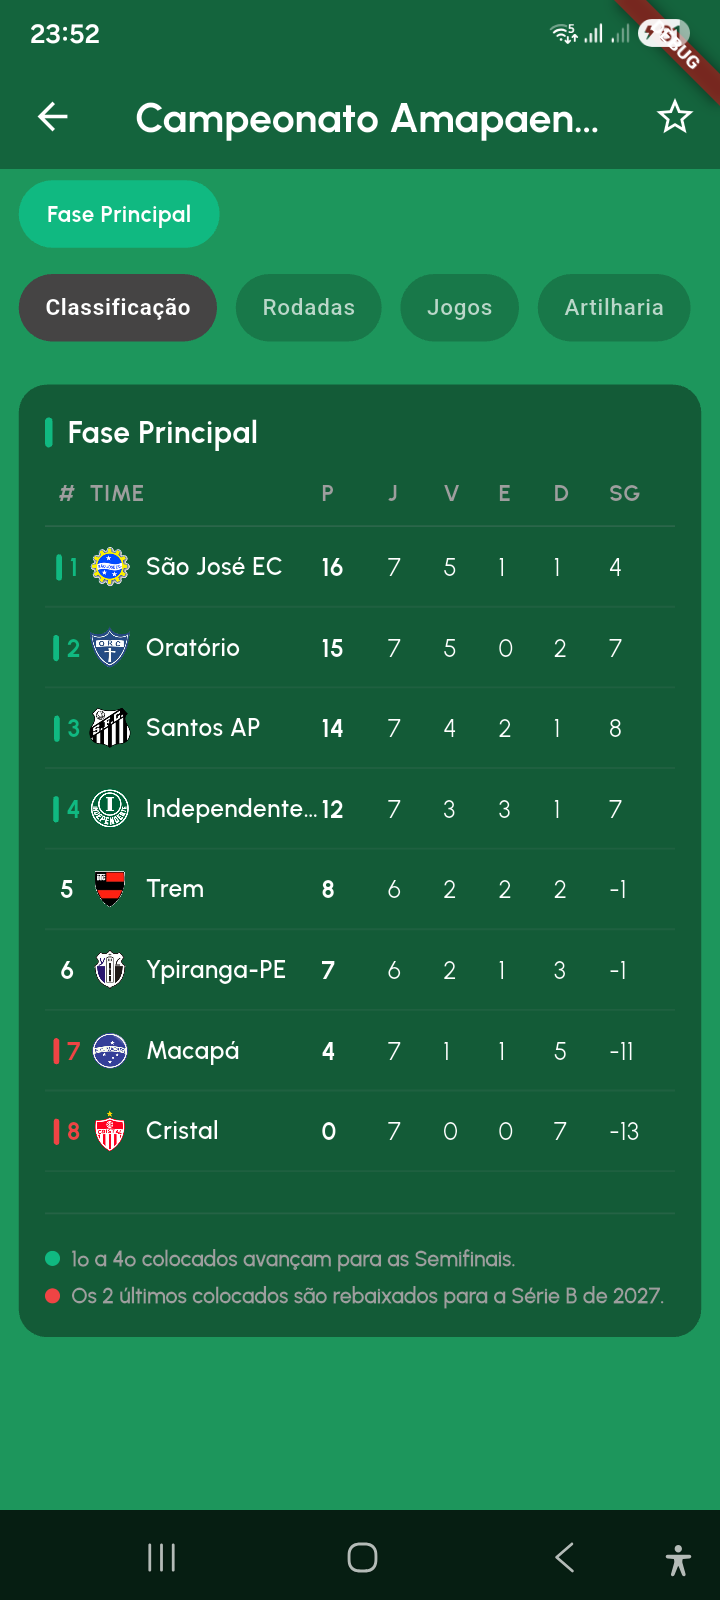 23:52
Campeonato Amapaen...
Fase Principal
Classificação Rodadas Jogos Artilharia
Fase Principal
# TIME P J V E D SG
1 São José EC 16 7 5 1 1 4
2 Oratório 15 7 5 0 2 7
3 Santos AP 14 7 4 2 1 8
4 Independente... 12 7 3 3 1 7
5 Trem 8 6 2 2 2 -1
6 Ypiranga-PE 7 6 2 1 3 -1
7 Macapá 4 7 1 1 5 -11
8 Cristal 0 7 0 0 7 -13
1o a 4o colocados avançam para as Semifinais.
Os 2 últimos colocados são rebaixados para a Série B de 2027.